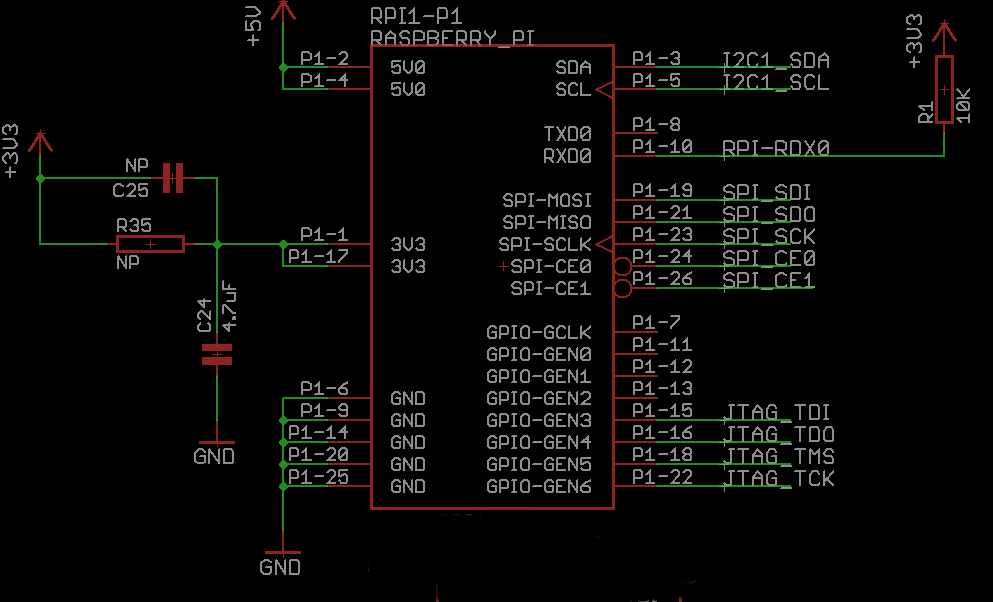 +5V
RPI1-P1
RASPBERRY_PI
+3V3
P1-2 5V0 SDA P1-3 I2C1_SDA
P1-4 5V0 SCL P1-5 I2C1_SCL
R1 10K
TXD0 P1-8
RXD0 P1-10 RPI-RDX0
+3V3
NP
C25
SPI-MOSI P1-19 SPI_SDI
SPI-MISO P1-21 SPI_SDO
R35
NP
P1-1 3V3 SPI-SCLK P1-23 SPI_SCK
P1-17 3V3 +SPI-CE0 P1-24 SPI_CE0
SPI-CE1 P1-26 SPI_CE1
C24
4.7uF
GPIO-GCLK P1-7
GPIO-GEN0 P1-11
GPIO-GEN1 P1-12
P1-6 GND GPIO-GEN2 P1-13
P1-9 GND GPIO-GEN3 P1-15 JTAG_TDI
P1-14 GND GPIO-GEN4 P1-16 JTAG_TDO
P1-20 GND GPIO-GEN5 P1-18 JTAG_TMS
P1-25 GND GPIO-GEN6 P1-22 JTAG_TCK
GND
GND